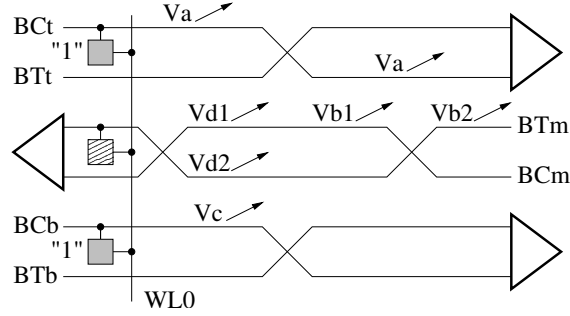 BCt Va
"1"
BTt Va
Vd1 Vb1 Vb2 BTm
Vd2 BCm
BCb Vc
"1"
BTb
WL0